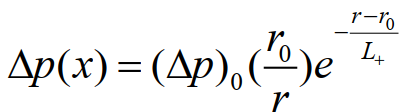 Δp(x) = (Δp)₀(r₀/r)e^{-(r-r₀)/L₊}